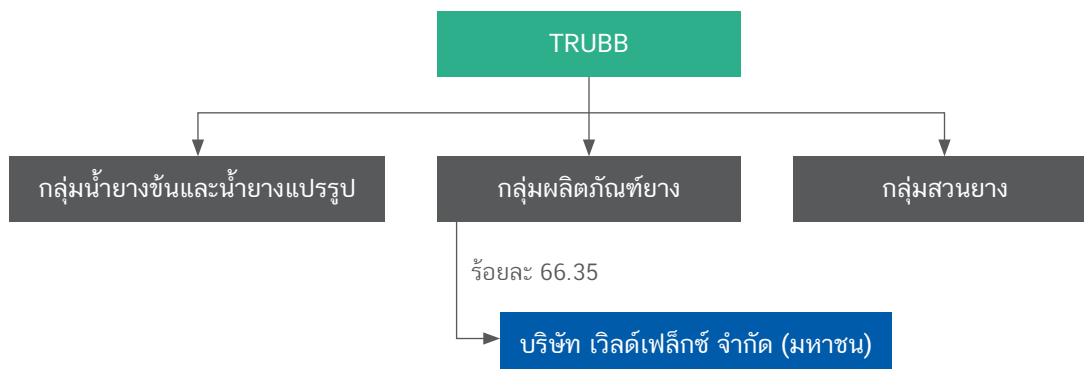 TRUBB
กลุ่มน้ำยางข้นและน้ำยางแปรรูป
กลุ่มผลิตภัณฑ์ยาง
กลุ่มสวนยาง
ร้อยละ 66.35
บริษัท เวิลด์เฟล็กซ์ จำกัด (มหาชน)